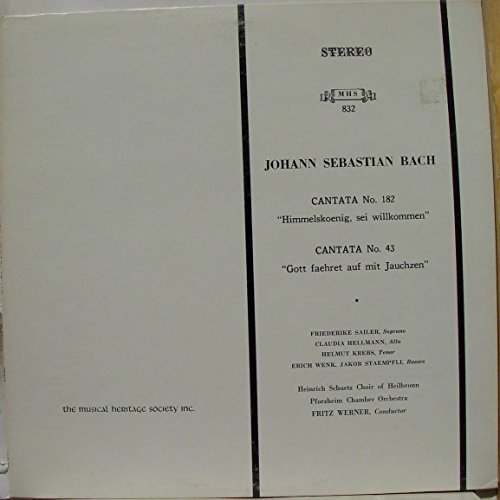 STEREO
MHS
832
JOHANN SEBASTIAN BACH
CANTATA No. 182
"Himmelskoenig, sei willkommen"
CANTATA No. 43
"Gott faehret auf mit Jauchzen"
FRIEDERIKE SAILER, Soprano
CLAUDIA HELLMANN, Alto
HELMUT KREBS, Tenor
ERICH WENK, JAKOB STAEMPFLI, Basses
Heinrich Schuetz Choir of Heilbronn
Pforzheim Chamber Orchestra
FRITZ WERNER, Conductor
the musical heritage society inc.